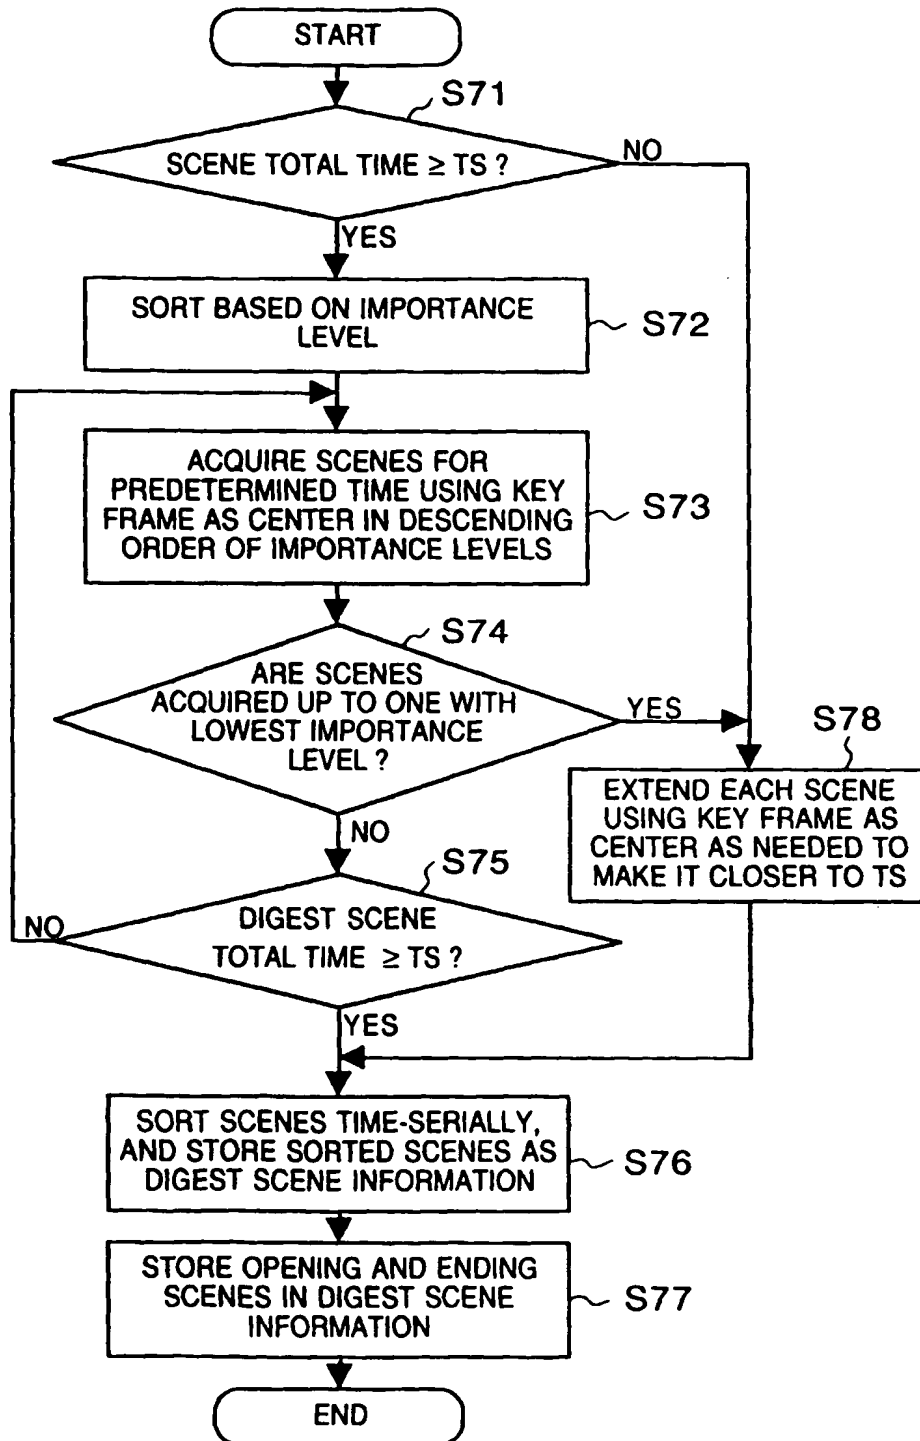 START
S71
SCENE TOTAL TIME ≥ TS ?
NO
YES
SORT BASED ON IMPORTANCE
LEVEL
S72
ACQUIRE SCENES FOR
PREDETERMINED TIME USING KEY
FRAME AS CENTER IN DESCENDING
ORDER OF IMPORTANCE LEVELS
S73
S74
ARE SCENES
ACQUIRED UP TO ONE WITH
LOWEST IMPORTANCE
LEVEL ?
YES
NO
S78
EXTEND EACH SCENE
USING KEY FRAME AS
CENTER AS NEEDED TO
MAKE IT CLOSER TO TS
S75
DIGEST SCENE
TOTAL TIME ≥ TS ?
NO
YES
SORT SCENES TIME-SERIALLY,
AND STORE SORTED SCENES AS
DIGEST SCENE INFORMATION
S76
STORE OPENING AND ENDING
SCENES IN DIGEST SCENE
INFORMATION
S77
END